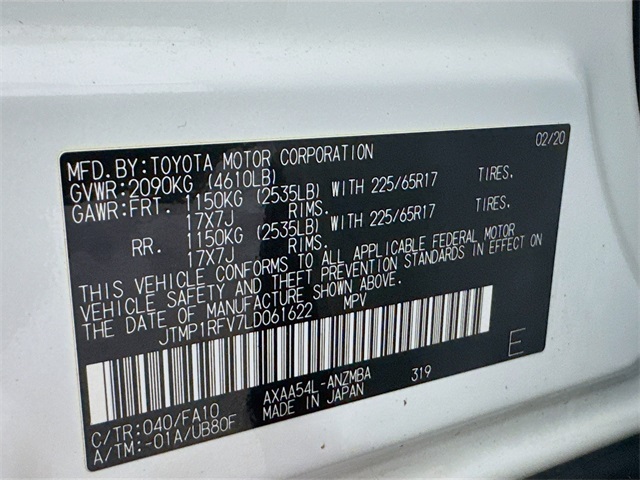 MFD.BY:TOYOTA MOTOR CORPORATION 02/20
GVWR:2090KG (4610LB)
GAWR:FRT. 1150KG (2535LB) WITH 225/65R17 TIRES.
17X7J RIMS.
RR. 1150KG (2535LB) WITH 225/65R17 TIRES.
17X7J RIMS.
THIS VEHICLE CONFORMS TO ALL APPLICABLE FEDERAL MOTOR
VEHICLE SAFETY AND THEFT PREVENTION STANDARDS IN EFFECT ON
THE DATE OF MANUFACTURE SHOWN ABOVE.
JTMP1RFV7LD061622 MPV
E
C/TR:040/FA10 AXAA54L-ANZMBA 319
A/TM:-01A/UB80F MADE IN JAPAN